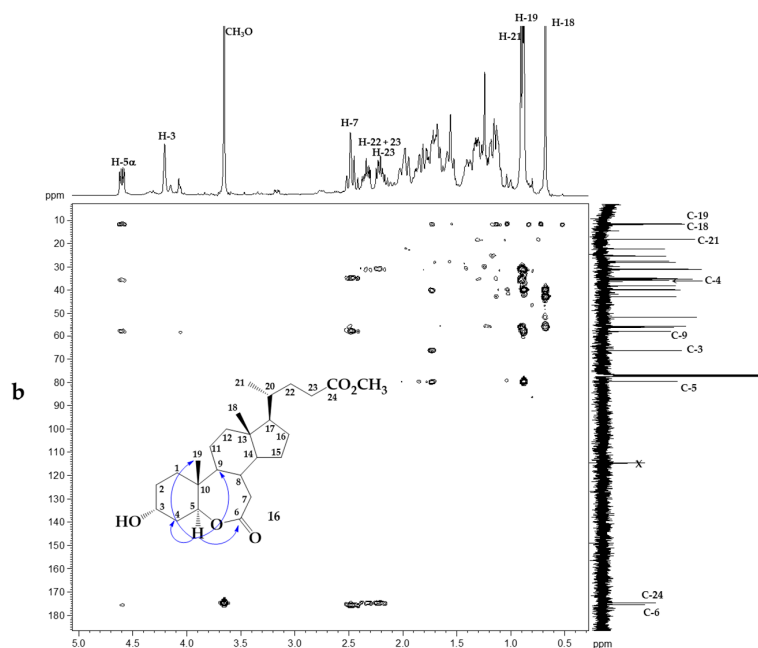 H-19
H-21
H-18
CH₃O
H-3
H-7
H-5α
H-22 + 23
H-23
ppm
10
20
30
40
50
60
70
80
90
100
110
120
130
140
150
160
170
180
C-19
C-18
C-21
C-4
C-9
C-3
C-5
X
C-24
C-6
b
21
20
23
CO₂CH₃
22
24
18
12
17
11
13
16
19
14
15
1
9
2
10
8
5
7
3
4
6
HO
H
O
O
16
5.0 4.5 4.0 3.5 3.0 2.5 2.0 1.5 1.0 0.5 ppm